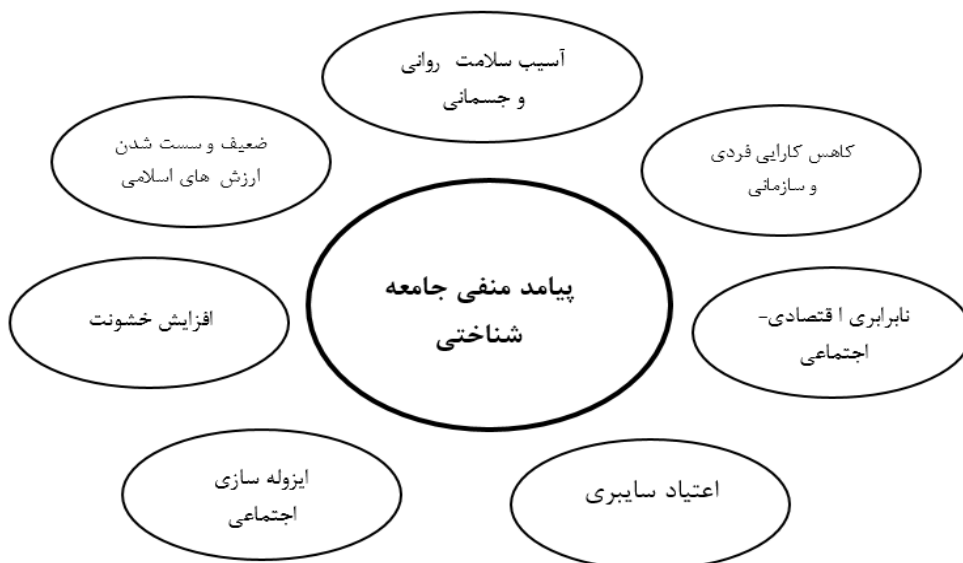 آسیب سلامت روانی
و جسمانی
کاهس کارایی فردی
و سازمانی
ضعیف و سست شدن
ارزش های اسلامی
پیامد منفی جامعه
شناختی
نابرابری ا قتصادی-
اجتماعی
افزایش خشونت
اعتیاد سایبری
ایزوله سازی
اجتماعی